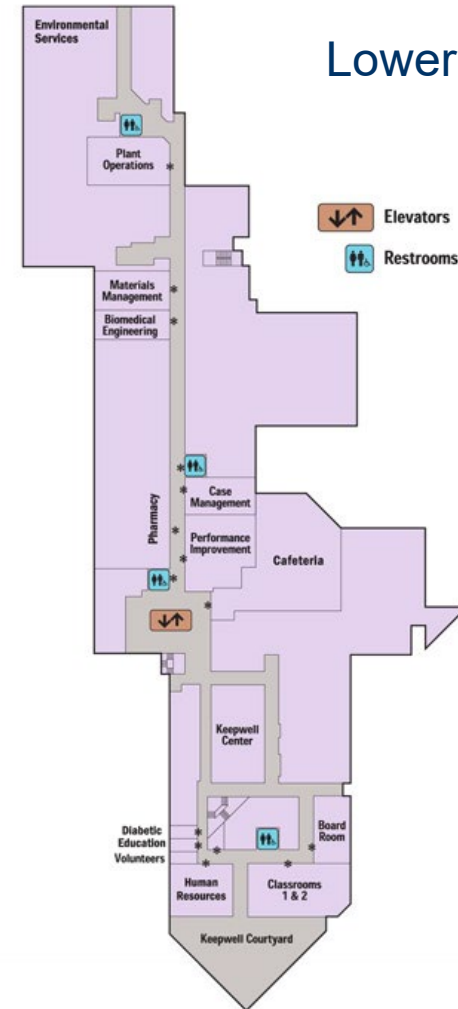 Environmental
Services
Lower
Plant
Operations
Elevators
Restrooms
Materials
Management
Biomedical
Engineering
Case
Management
Pharmacy
Performance
Improvement
Cafeteria
Keepwell
Center
Diabetic
Education
Volunteers
Board
Room
Human
Resources
Classrooms
1 & 2
Keepwell Courtyard